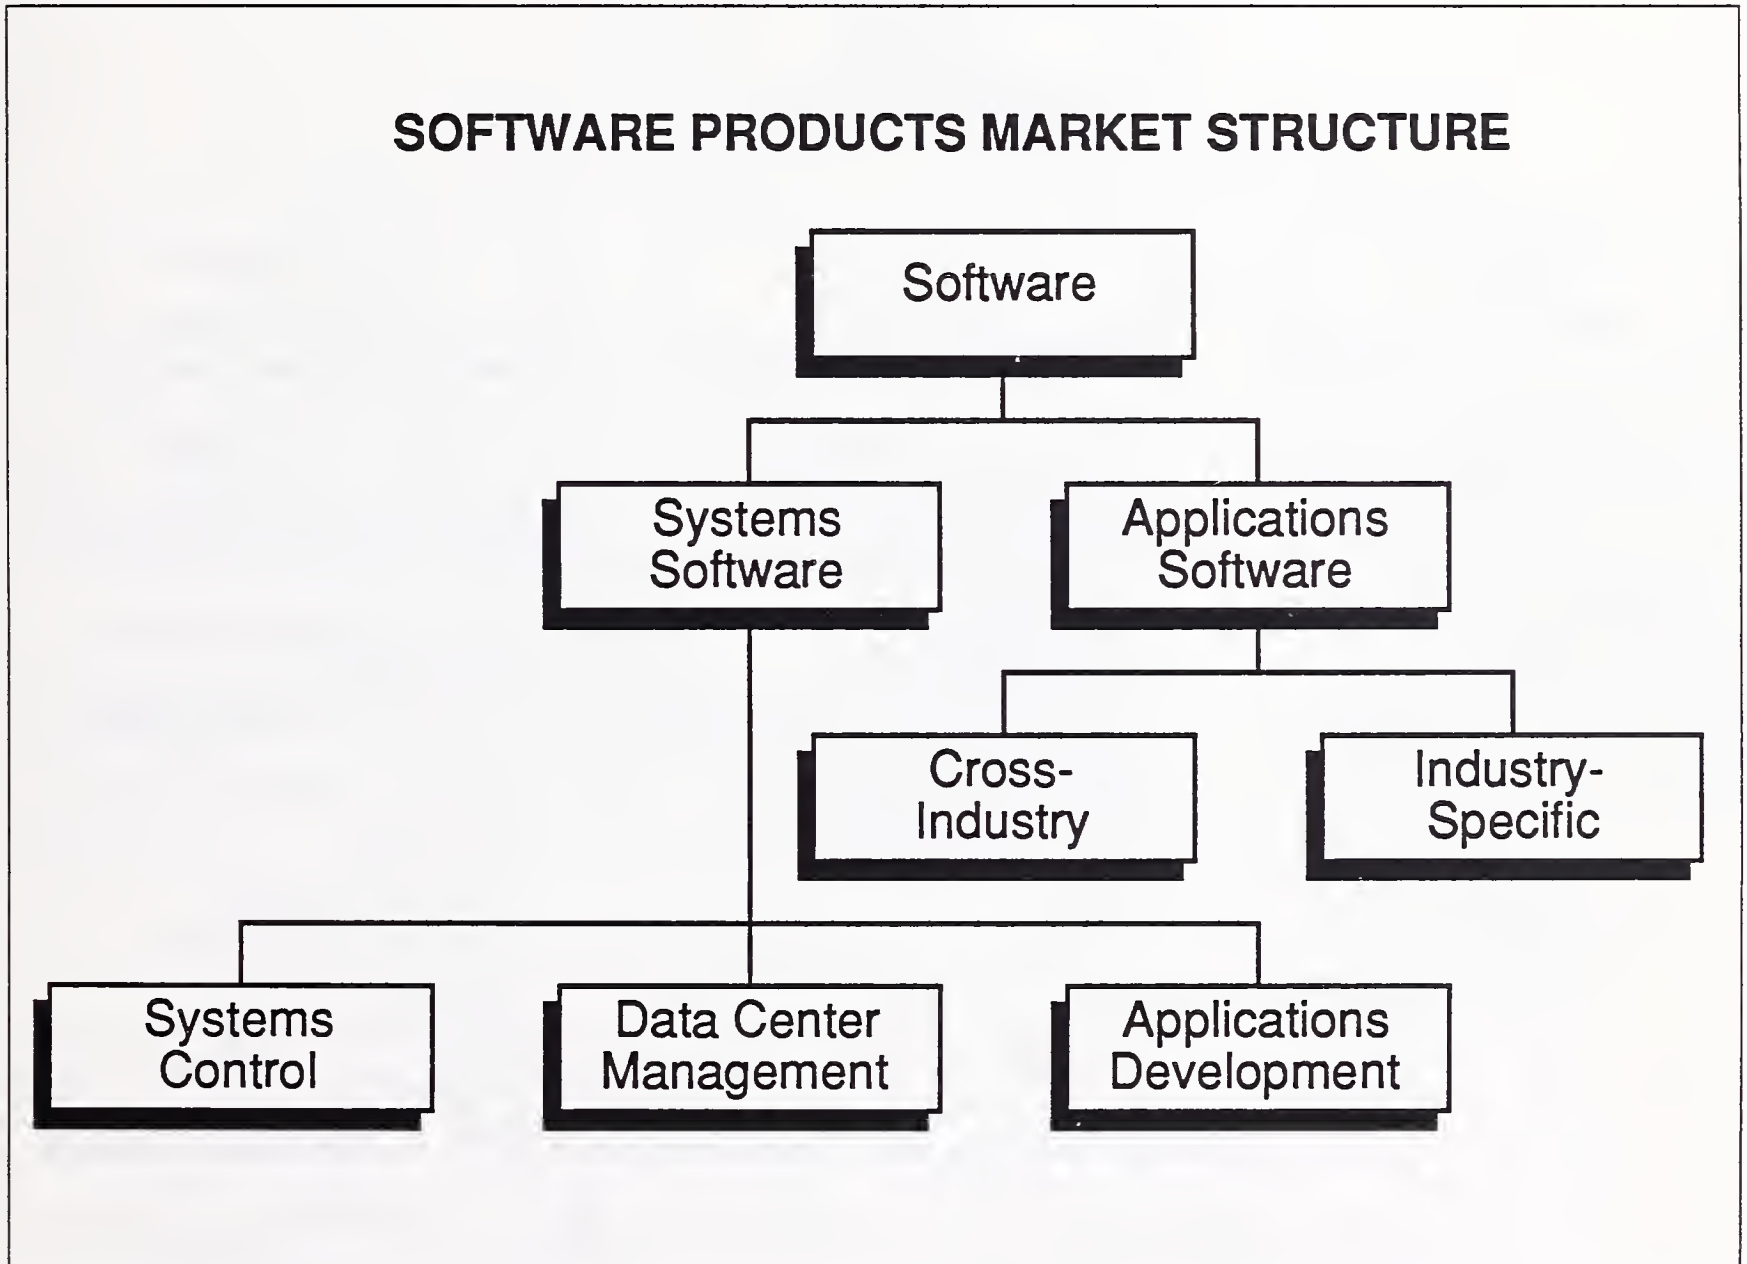 SOFTWARE PRODUCTS MARKET STRUCTURE
Software
Systems
Software
Applications
Software
Cross-
Industry
Industry-
Specific
Systems
Control
Data Center
Management
Applications
Development